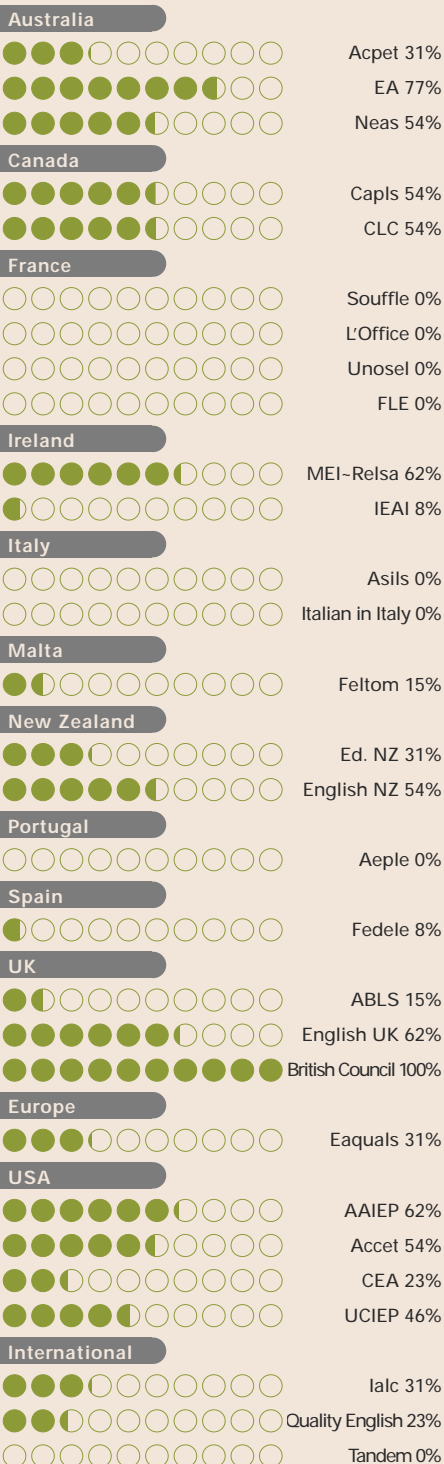 Australia
Acpet 31%
EA 77%
Neas 54%
Canada
Capls 54%
CLC 54%
France
Souffle 0%
L'Office 0%
Unosel 0%
FLE 0%
Ireland
MEI~Relsa 62%
IEAI 8%
Italy
Asils 0%
Italian in Italy 0%
Malta
Feltom 15%
New Zealand
Ed. NZ 31%
English NZ 54%
Portugal
Aeple 0%
Spain
Fedele 8%
UK
ABLS 15%
English UK 62%
British Council 100%
Europe
Eaquals 31%
USA
AAIEP 62%
Accet 54%
CEA 23%
UCIEP 46%
International
Ialc 31%
Quality English 23%
Tandem 0%